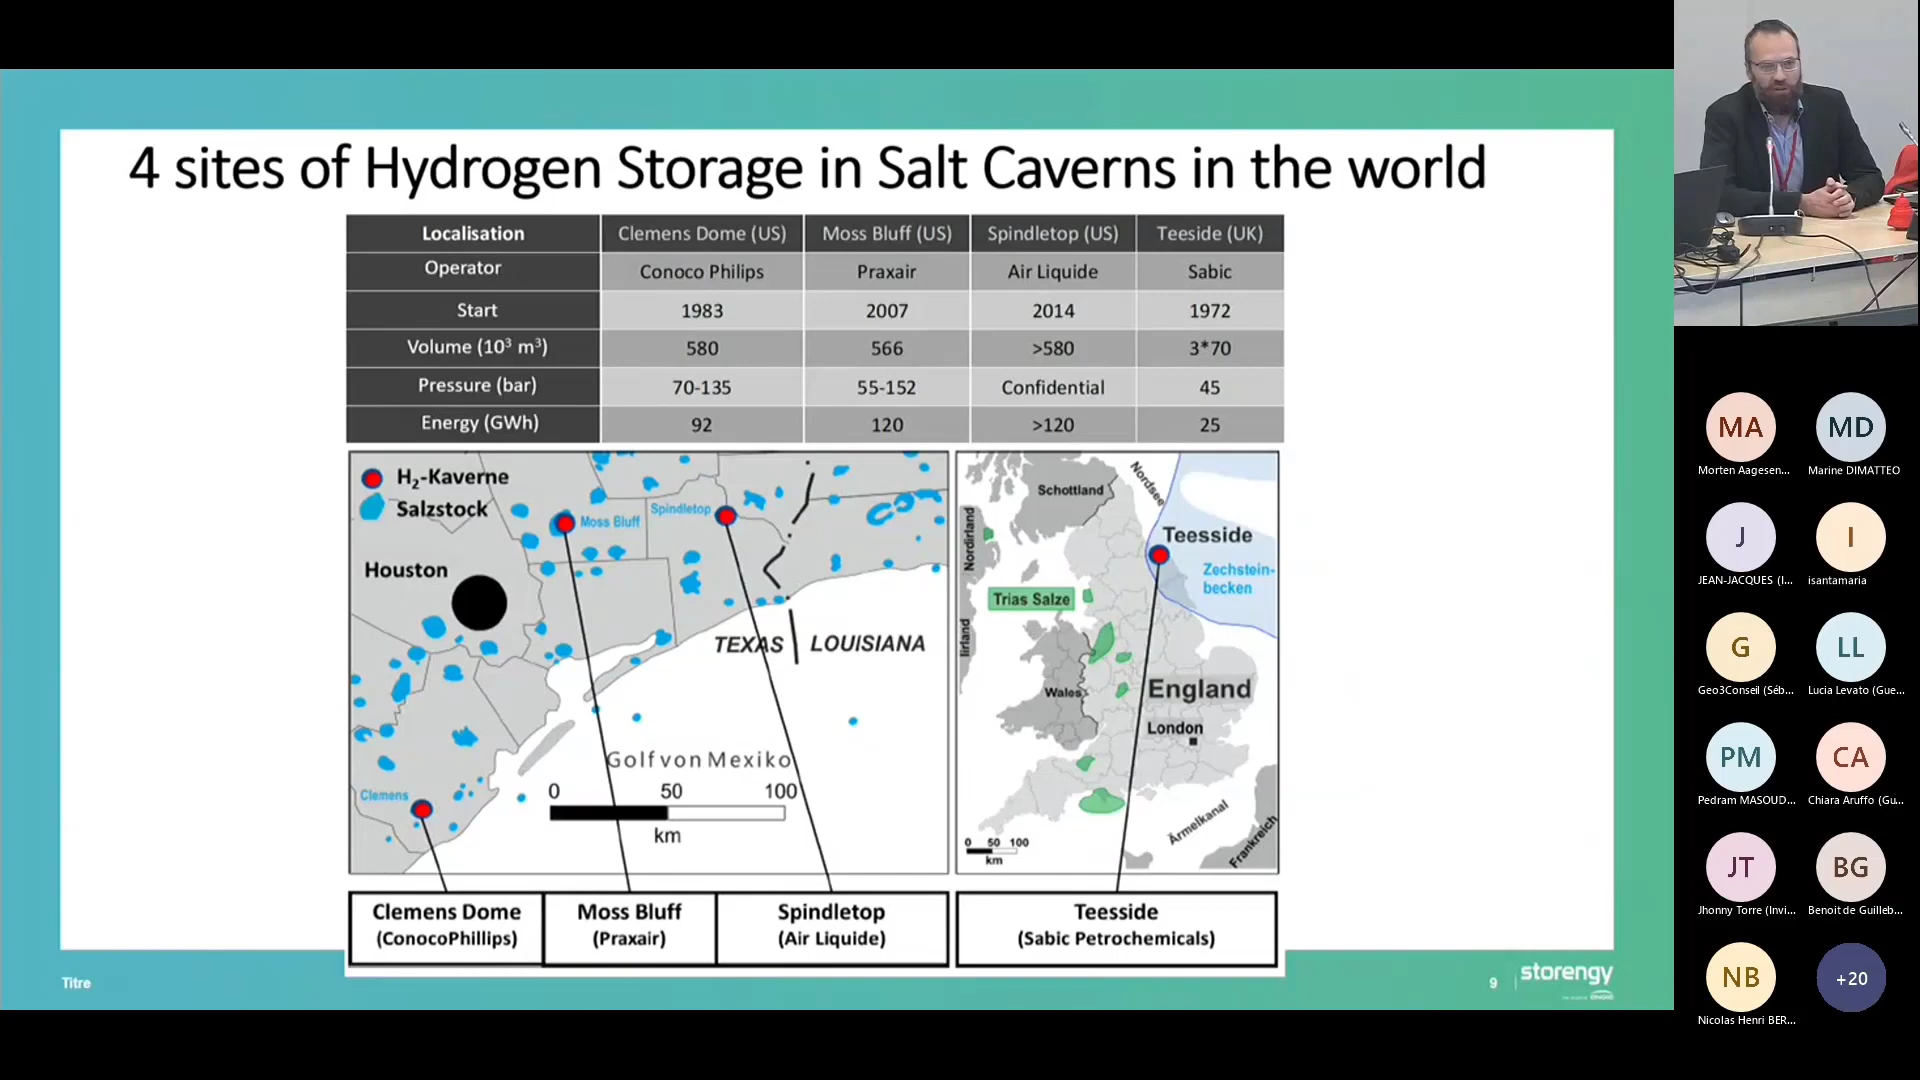 4 sites of Hydrogen Storage in Salt Caverns in the world
Localisation Clemens Dome (US) Moss Bluff (US) Spindletop (US) Teeside (UK)
Operator Conoco Philips Praxair Air Liquide Sabic
Start 1983 2007 2014 1972
Volume (10³ m³) 580 566 >580 3*70
Pressure (bar) 70-135 55-152 Confidential 45
Energy (GWh) 92 120 >120 25
H₂-Kaverne
Salzstock
Moss Bluff
Spindletop
Houston
TEXAS LOUISIANA
Golf von Mexiko
Clemens
0 50 100
km
Schottland
Nordsee
Nordirland
Teesside
Zechstein-
becken
Trias Salze
Irland
Wales
England
London
Ärmelkanal
Frankreich
0 50 100
km
Clemens Dome
(ConocoPhillips)
Moss Bluff
(Praxair)
Spindletop
(Air Liquide)
Teesside
(Sabic Petrochemicals)
Titre
9
storengy
MA
Morten Aagesen...
MD
Marine DIMATTEO
J
JEAN-JACQUES (I...
I
isantamaria
G
Geo3Conseil (Séb...
LL
Lucia Levato (Gue...
PM
Pedram MASOUD...
CA
Chiara Aruffo (Gu...
JT
Jhonny Torre (Invi...
BG
Benoit de Guilleb...
NB
Nicolas Henri BER...
+20